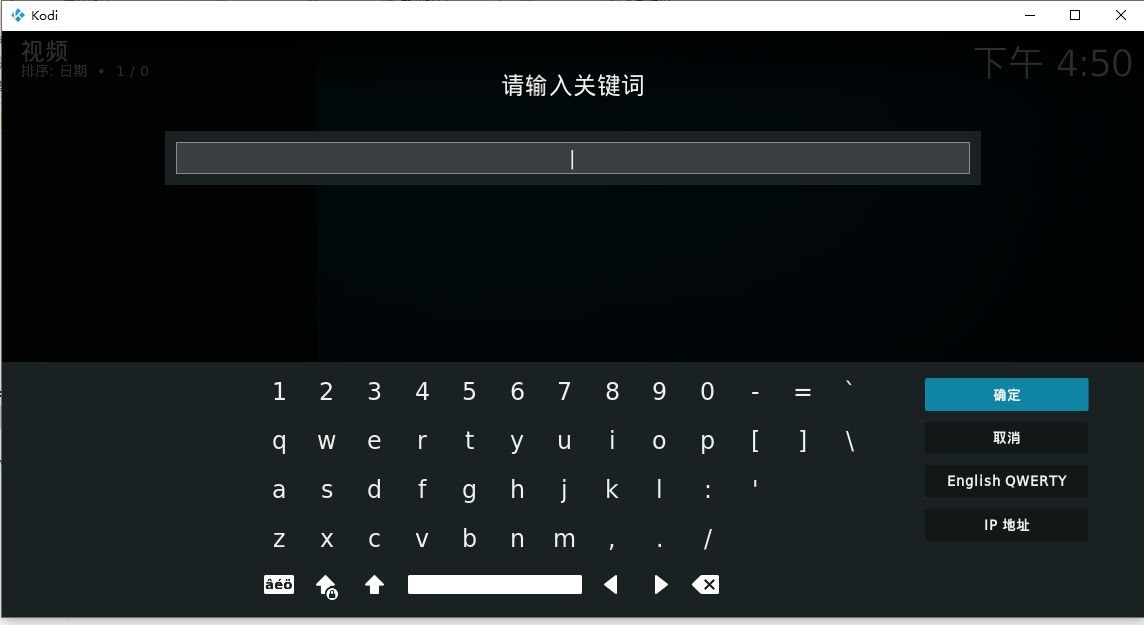 Kodi
视频
排序: 日期 • 1 / 0
下午 4:50
请输入关键词
1 2 3 4 5 6 7 8 9 0 - = `
q w e r t y u i o p [ ] \
a s d f g h j k l : '
z x c v b n m , . /
âéö
确定
取消
English QWERTY
IP 地址